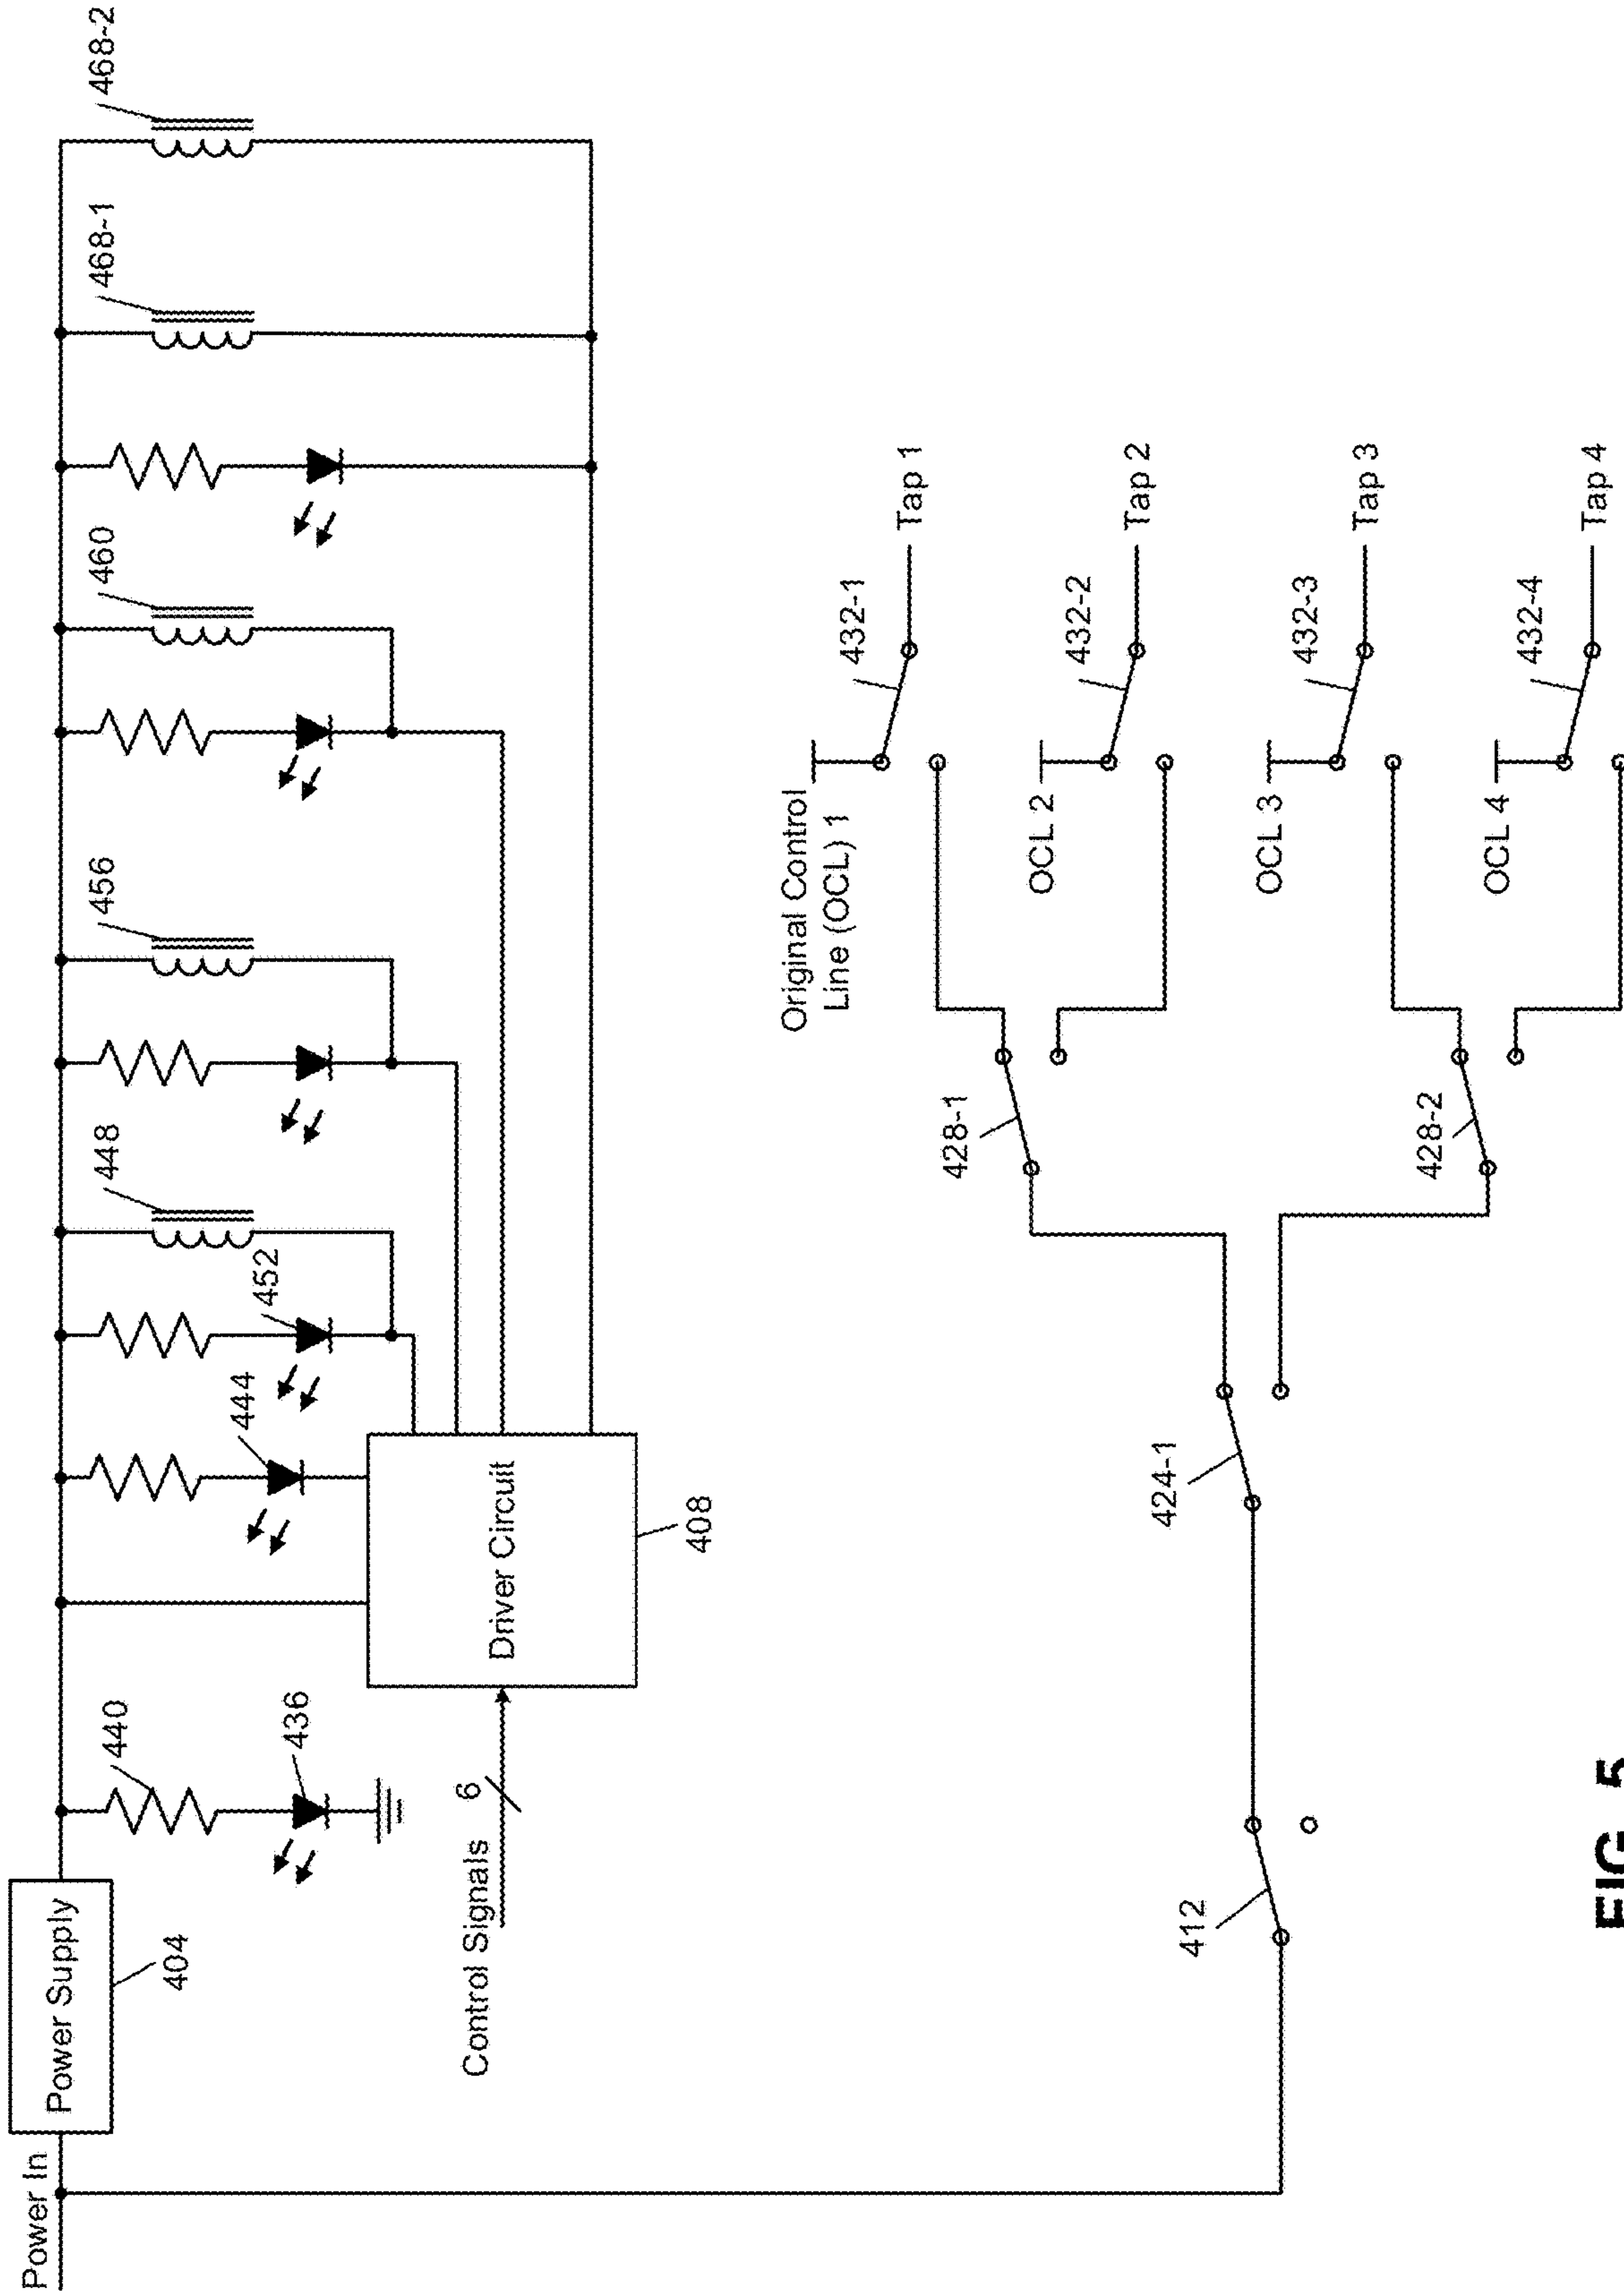 Power In
Power Supply
404
440
436
Control Signals
6
Driver Circuit
408
444
452
448
456
460
468-1
468-2
412
424-1
428-1
428-2
Original Control
Line (OCL) 1
432-1
Tap 1
OCL 2
432-2
Tap 2
OCL 3
432-3
Tap 3
OCL 4
432-4
Tap 4
FIG. 5